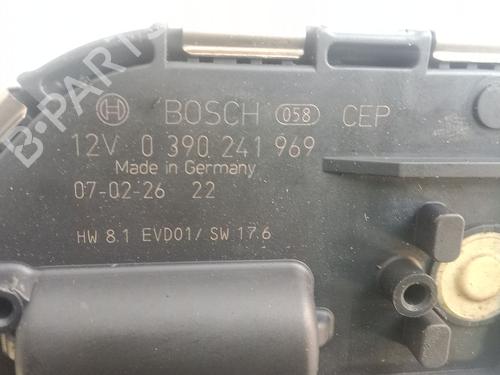 BOSCH 058 CEP
12V 0 390 241 969
Made in Germany
07-02-26 22
HW 8.1 EVD01/ SW 17.6